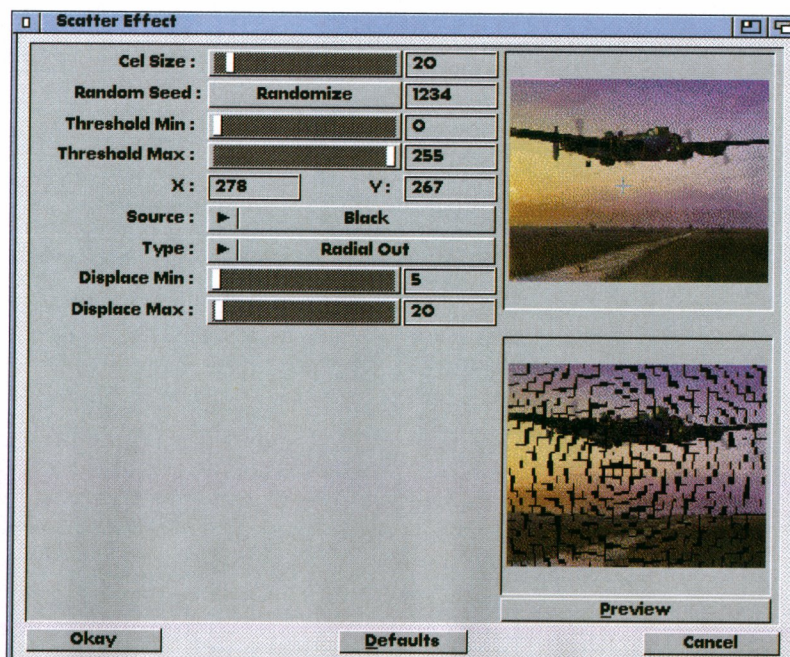 Scatter Effect
Cel Size : 20
Random Seed : Randomize 1234
Threshold Min : 0
Threshold Max : 255
X : 278 Y : 267
Source : Black
Type : Radial Out
Displace Min : 5
Displace Max : 20
Preview
Okay Defaults Cancel